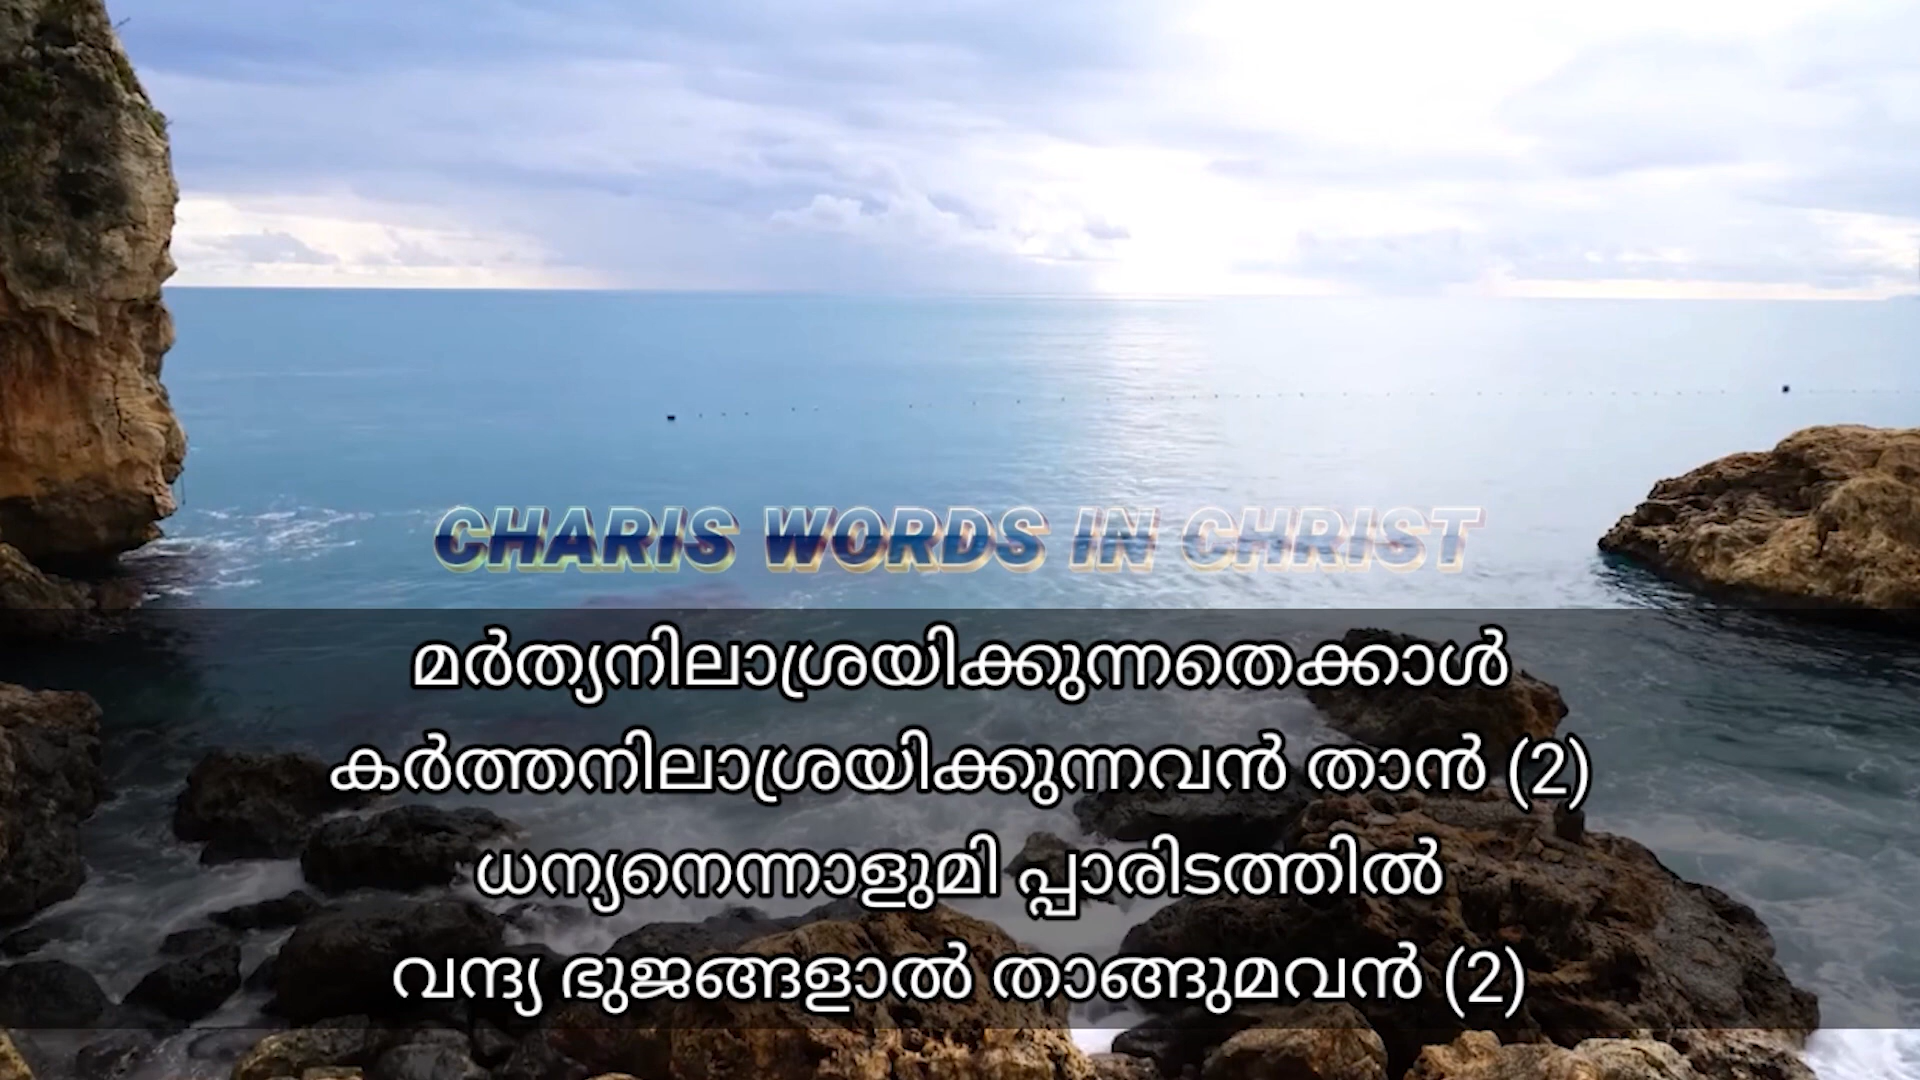 CHARIS WORDS IN CHRIST
മർത്യനിലാശ്രയിക്കുന്നതെക്കാൾ
കർത്തനിലാശ്രയിക്കുന്നവൻ താൻ (2)
ധന്യനെന്നാളുമി പ്പാരിടത്തിൽ
വന്ദ്യ ഭുജങ്ങളാൽ താങ്ങുമവൻ (2)